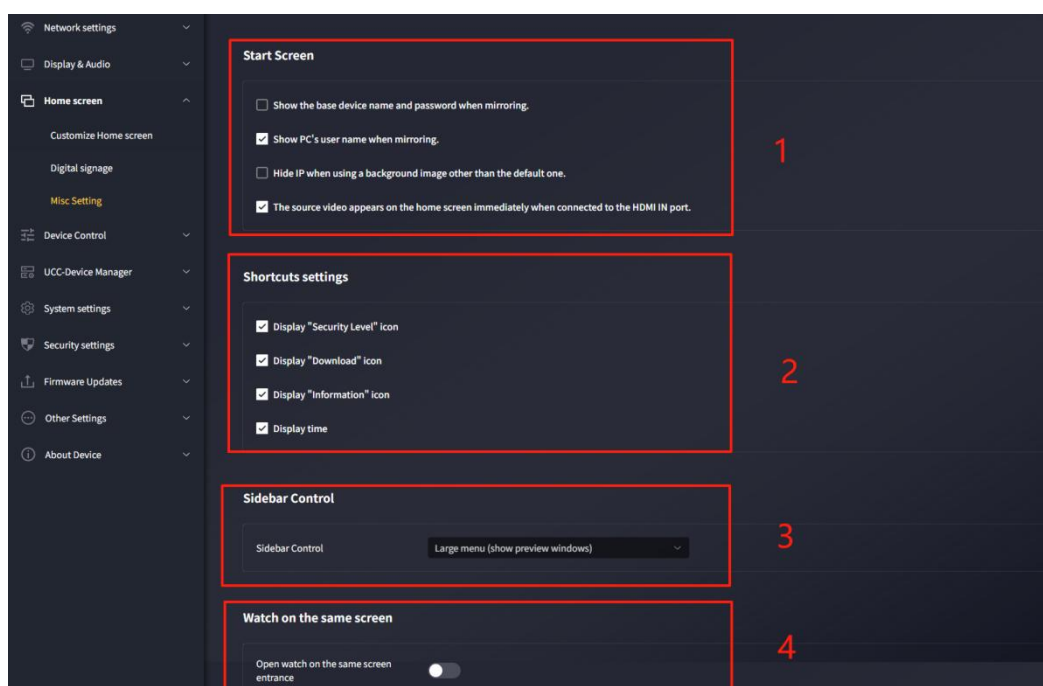 Network settings
Display & Audio
Home screen
Customize Home screen
Digital signage
Misc Setting
Device Control
UCC-Device Manager
System settings
Security settings
Firmware Updates
Other Settings
About Device
Start Screen
Show the base device name and password when mirroring.
Show PC's user name when mirroring.
Hide IP when using a background image other than the default one.
The source video appears on the home screen immediately when connected to the HDMI IN port.
1
Shortcuts settings
Display "Security Level" icon
Display "Download" icon
Display "Information" icon
Display time
2
Sidebar Control
Sidebar Control
Large menu (show preview windows)
3
Watch on the same screen
Open watch on the same screen
entrance
4